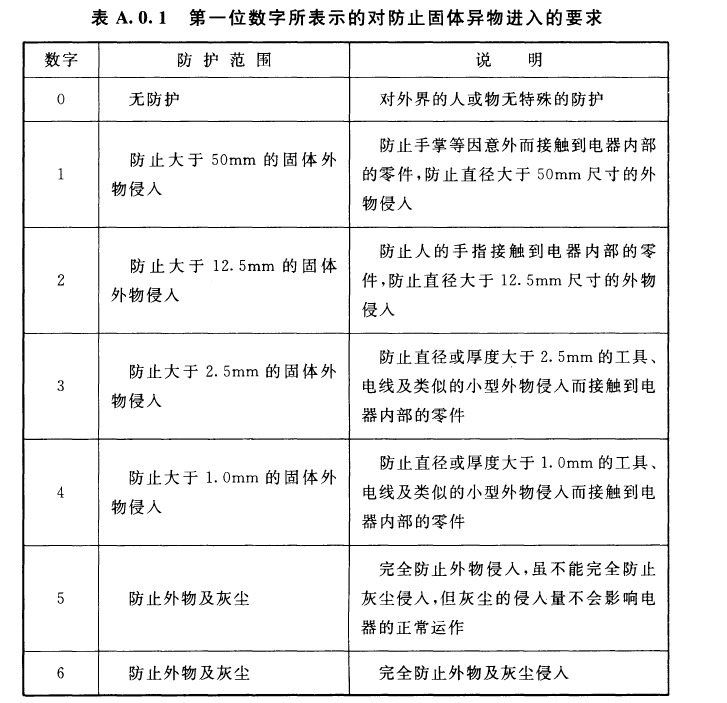 表 A.0.1 第一位数字所表示的对防止固体异物进入的要求
数字 防护范围 说明
0 无防护 对外界的人或物无特殊的防护
1
防止大于 50mm 的固体外
物侵入
防止手掌等因意外而接触到电器内部
的零件,防止直径大于 50mm 尺寸的外
物侵入
2
防止大于 12.5mm 的固体
外物侵入
防止人的手指接触到电器内部的零
件,防止直径大于 12.5mm 尺寸的外物
侵入
3
防止大于 2.5mm 的固体外
物侵入
防止直径或厚度大于 2.5mm 的工具、
电线及类似的小型外物侵入而接触到电
器内部的零件
4
防止大于 1.0mm 的固体外
物侵入
防止直径或厚度大于 1.0mm 的工具、
电线及类似的小型外物侵入而接触到电
器内部的零件
5
防止外物及灰尘
完全防止外物侵入,虽不能完全防止
灰尘侵入,但灰尘的侵入量不会影响电
器的正常运作
6 防止外物及灰尘 完全防止外物及灰尘侵入